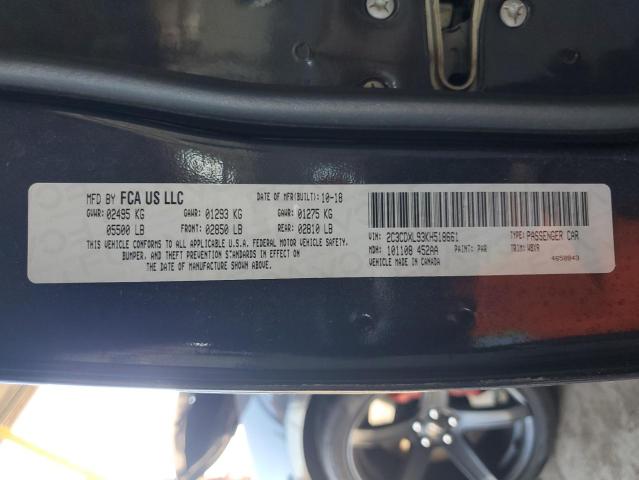 MFD BY FCA US LLC DATE OF MFR(BUILT): 10-18
GVWR: 02495 KG GAWR: 01293 KG GAWR: 01275 KG
05500 LB FRONT: 02850 LB REAR: 02810 LB
THIS VEHICLE CONFORMS TO ALL APPLICABLE U.S.A. FEDERAL MOTOR VEHICLE SAFETY,
BUMPER, AND THEFT PREVENTION STANDARDS IN EFFECT ON
THE DATE OF MANUFACTURE SHOWN ABOVE.
VIN: 2C3CDXL93KH518661 TYPE: PASSENGER CAR
MDH: 101108 452AA PAINT: PAR TRIM: WBX9
VEHICLE MADE IN CANADA 4658843